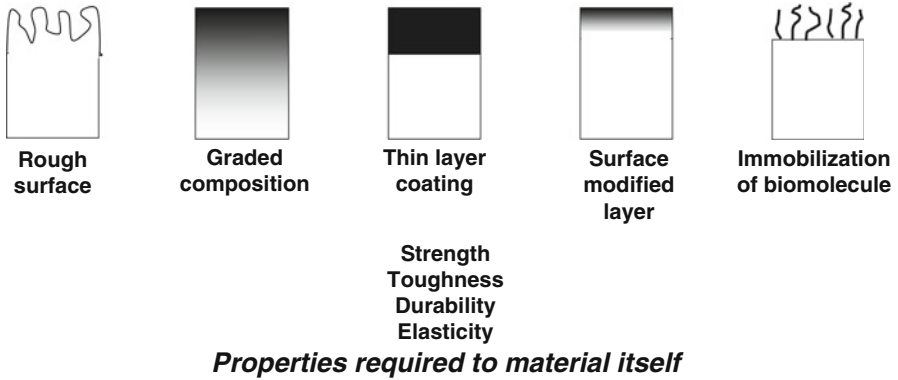 Rough
surface
Graded
composition
Thin layer
coating
Surface
modified
layer
Immobilization
of biomolecule
Strength
Toughness
Durability
Elasticity
Properties required to material itself